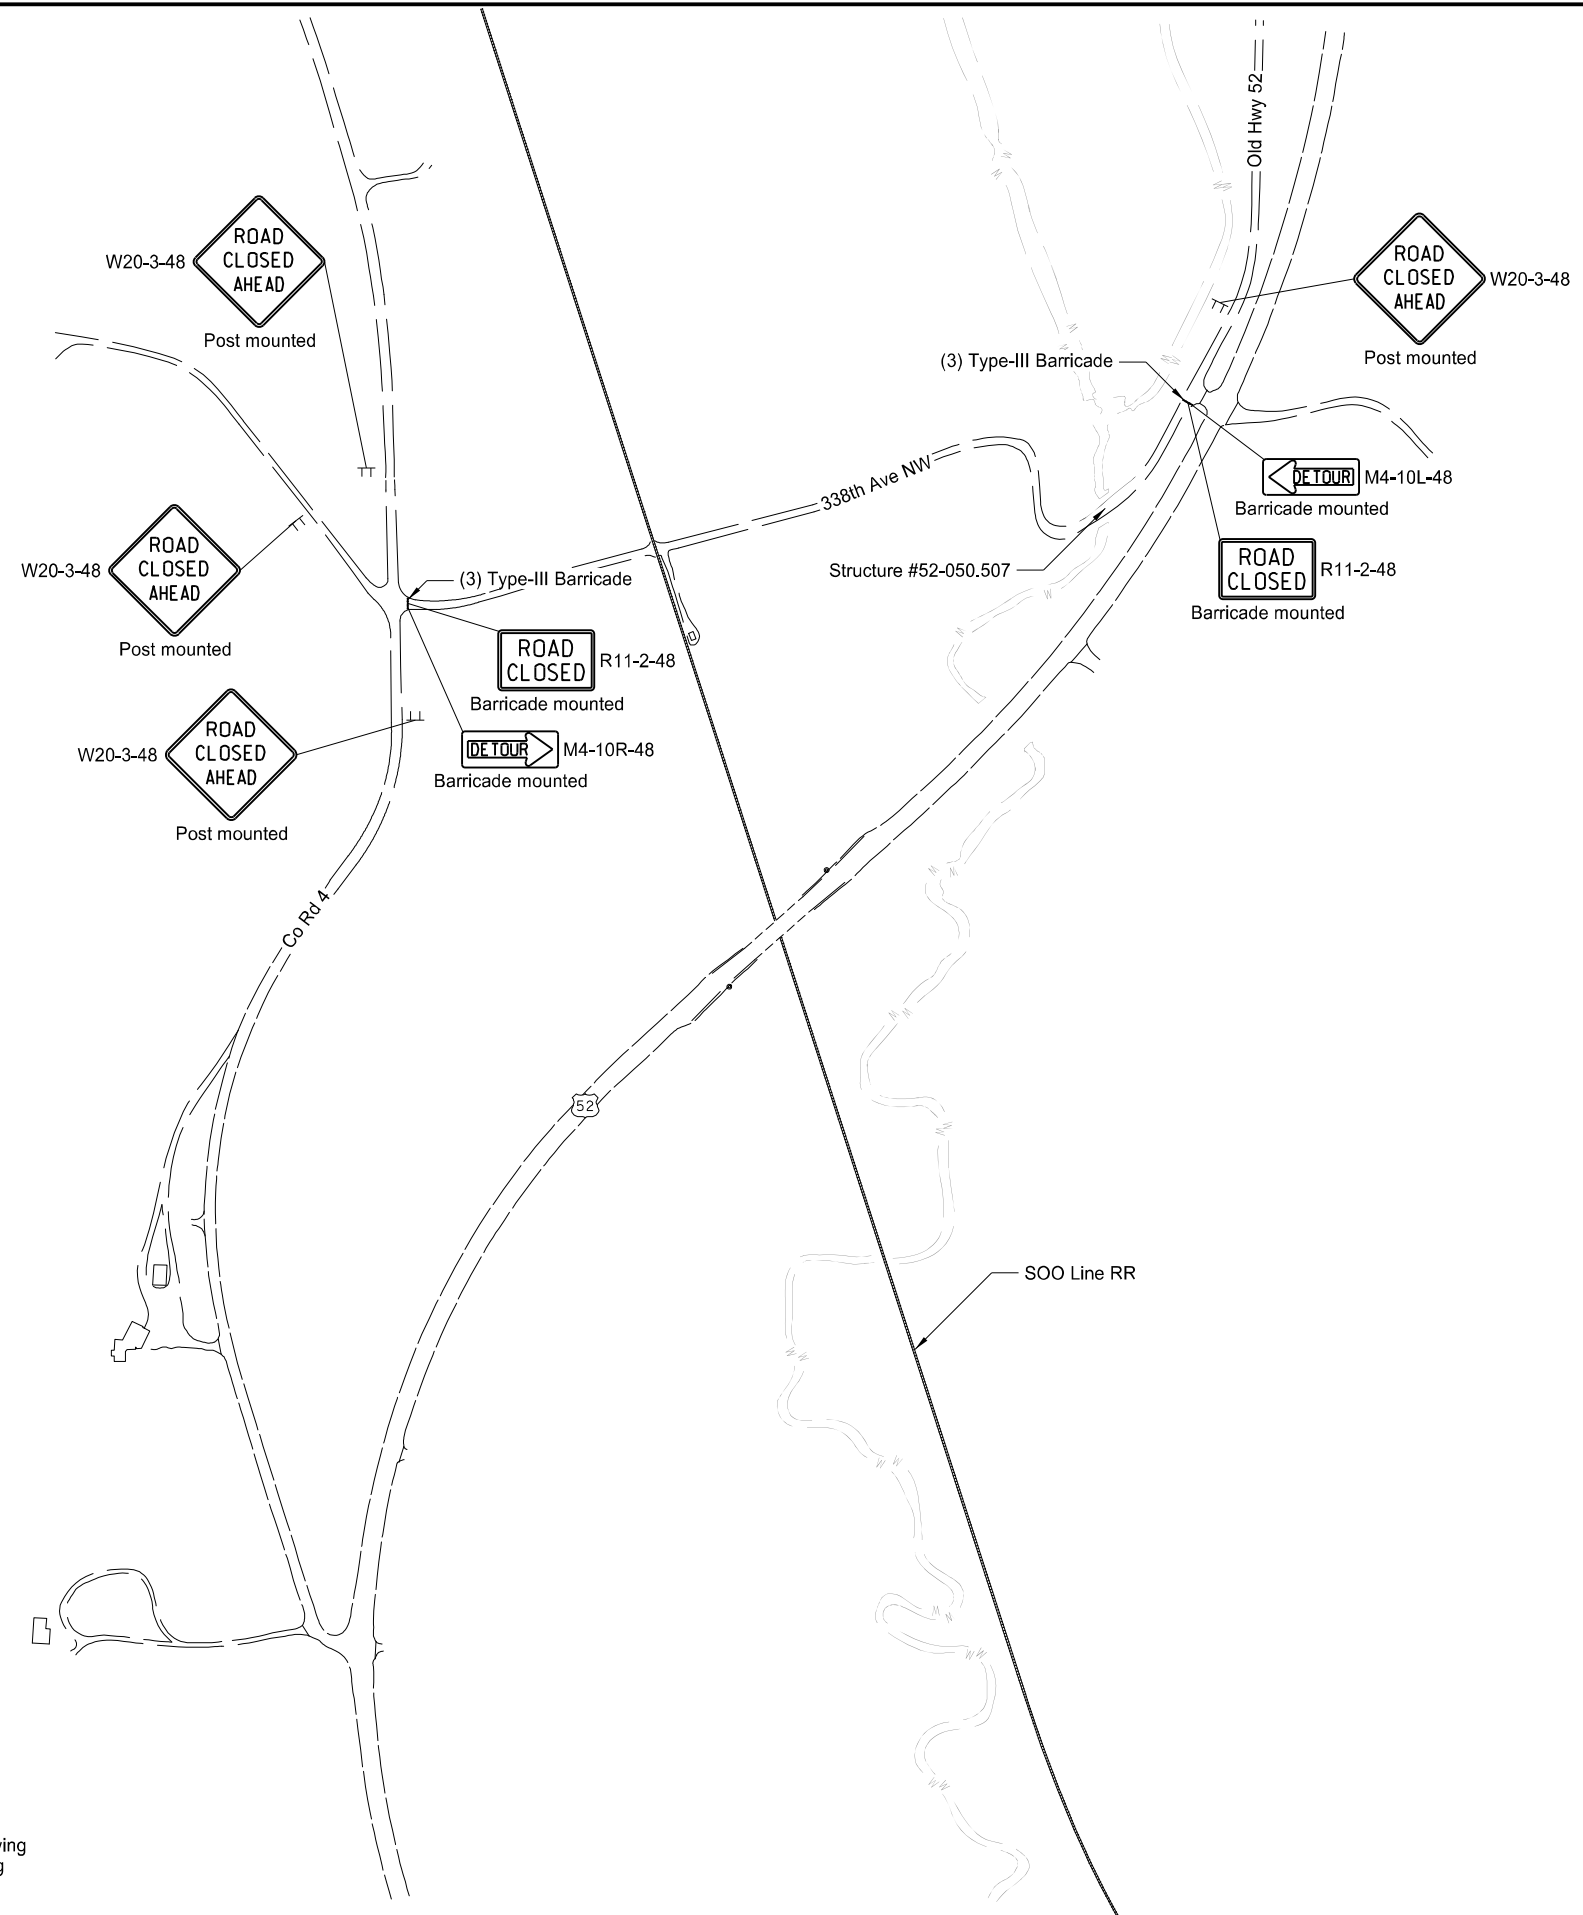 Old Hwy 52
ROAD
CLOSED
AHEAD
W20-3-48
Post mounted
ROAD
CLOSED
AHEAD
W20-3-48
Post mounted
(3) Type-III Barricade
DETOUR
M4-10L-48
Barricade mounted
338th Ave NW
ROAD
CLOSED
AHEAD
W20-3-48
Post mounted
(3) Type-III Barricade
Structure #52-050.507
ROAD
CLOSED
R11-2-48
Barricade mounted
ROAD
CLOSED
R11-2-48
Barricade mounted
ROAD
CLOSED
AHEAD
W20-3-48
Post mounted
DETOUR
M4-10R-48
Barricade mounted
Co Rd 4
52
SOO Line RR